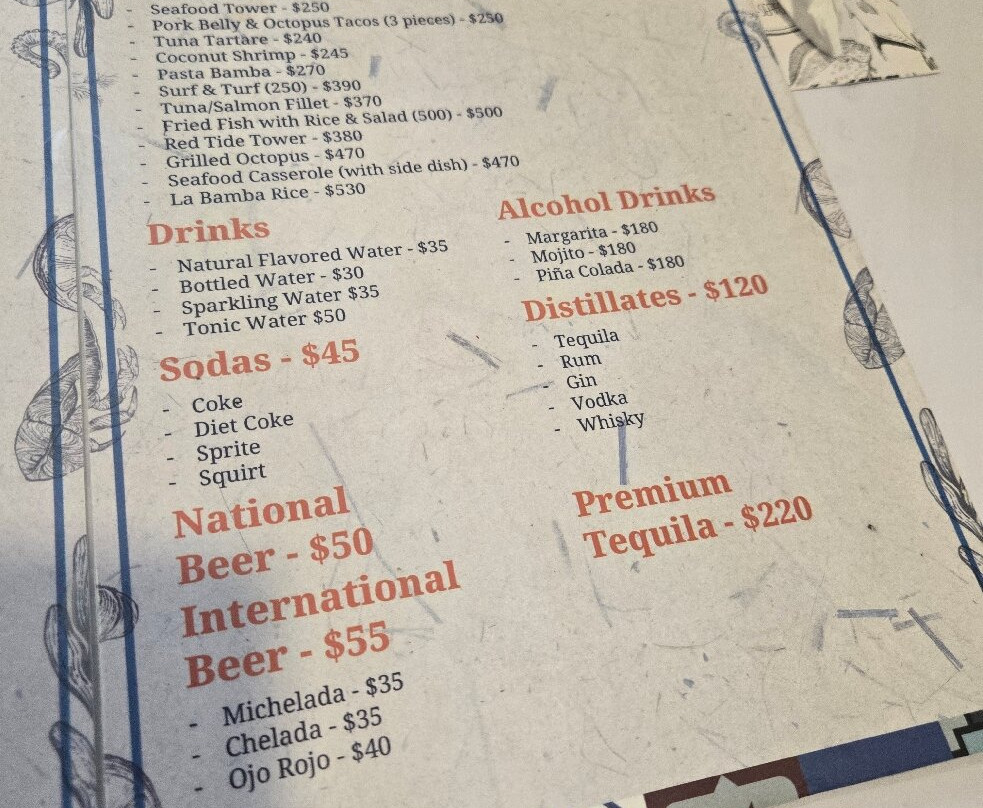 - Seafood Tower - $250
- Pork Belly & Octopus Tacos (3 pieces) - $250
- Tuna Tartare - $240
- Coconut Shrimp - $245
- Pasta Bamba - $270
- Surf & Turf (250) - $390
- Tuna/Salmon Fillet - $370
- Fried Fish with Rice & Salad (500) - $500
- Red Tide Tower - $380
- Grilled Octopus - $470
- Seafood Casserole (with side dish) - $470
- La Bamba Rice - $530
Drinks
- Natural Flavored Water - $35
- Bottled Water - $30
- Sparkling Water $35
- Tonic Water $50
Sodas - $45
- Coke
- Diet Coke
- Sprite
- Squirt
National
Beer - $50
International
Beer - $55
- Michelada - $35
- Chelada - $35
- Ojo Rojo - $40
Alcohol Drinks
- Margarita - $180
- Mojito - $180
- Piña Colada - $180
Distillates - $120
- Tequila
- Rum
- Gin
- Vodka
- Whisky
Premium
Tequila - $220